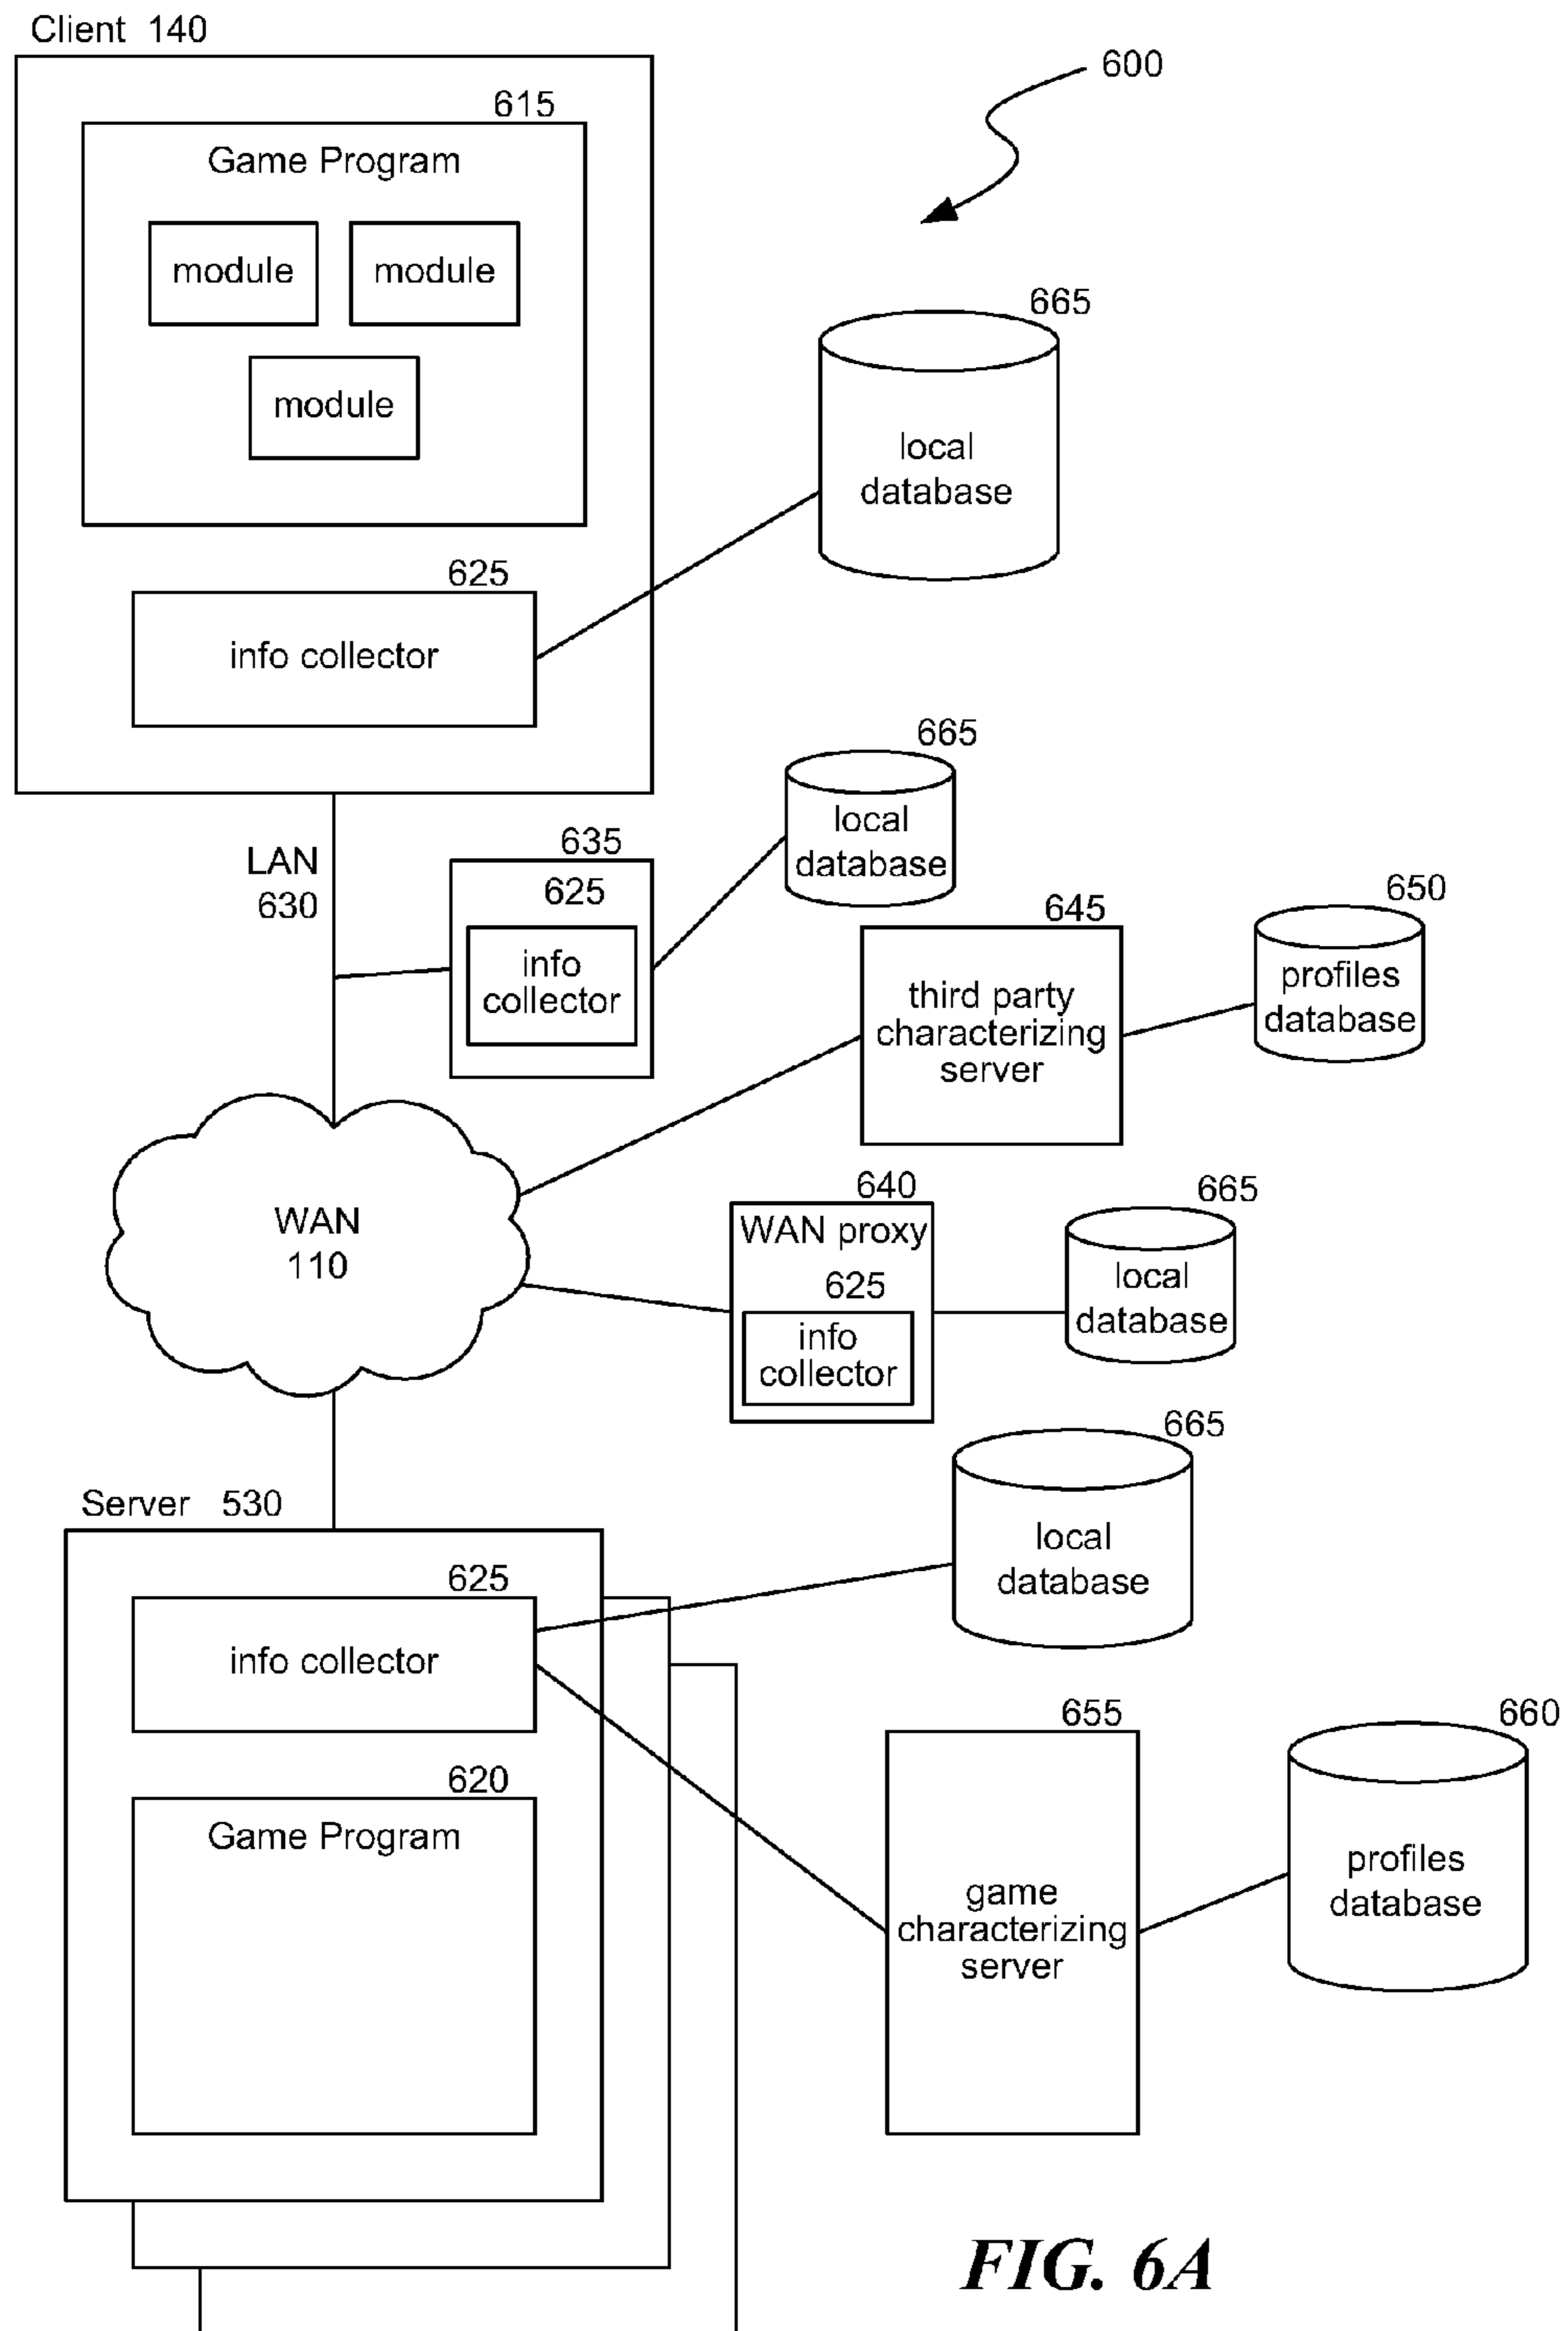 Client 140
600
615
Game Program
module
module
module
665
local
database
625
info collector
665
local
database
LAN
630
635
625
info
collector
645
third party
characterizing
server
650
profiles
database
WAN
110
640
WAN proxy
625
info
collector
665
local
database
665
local
database
Server 530
625
info collector
620
Game Program
655
game
characterizing
server
660
profiles
database
FIG. 6A